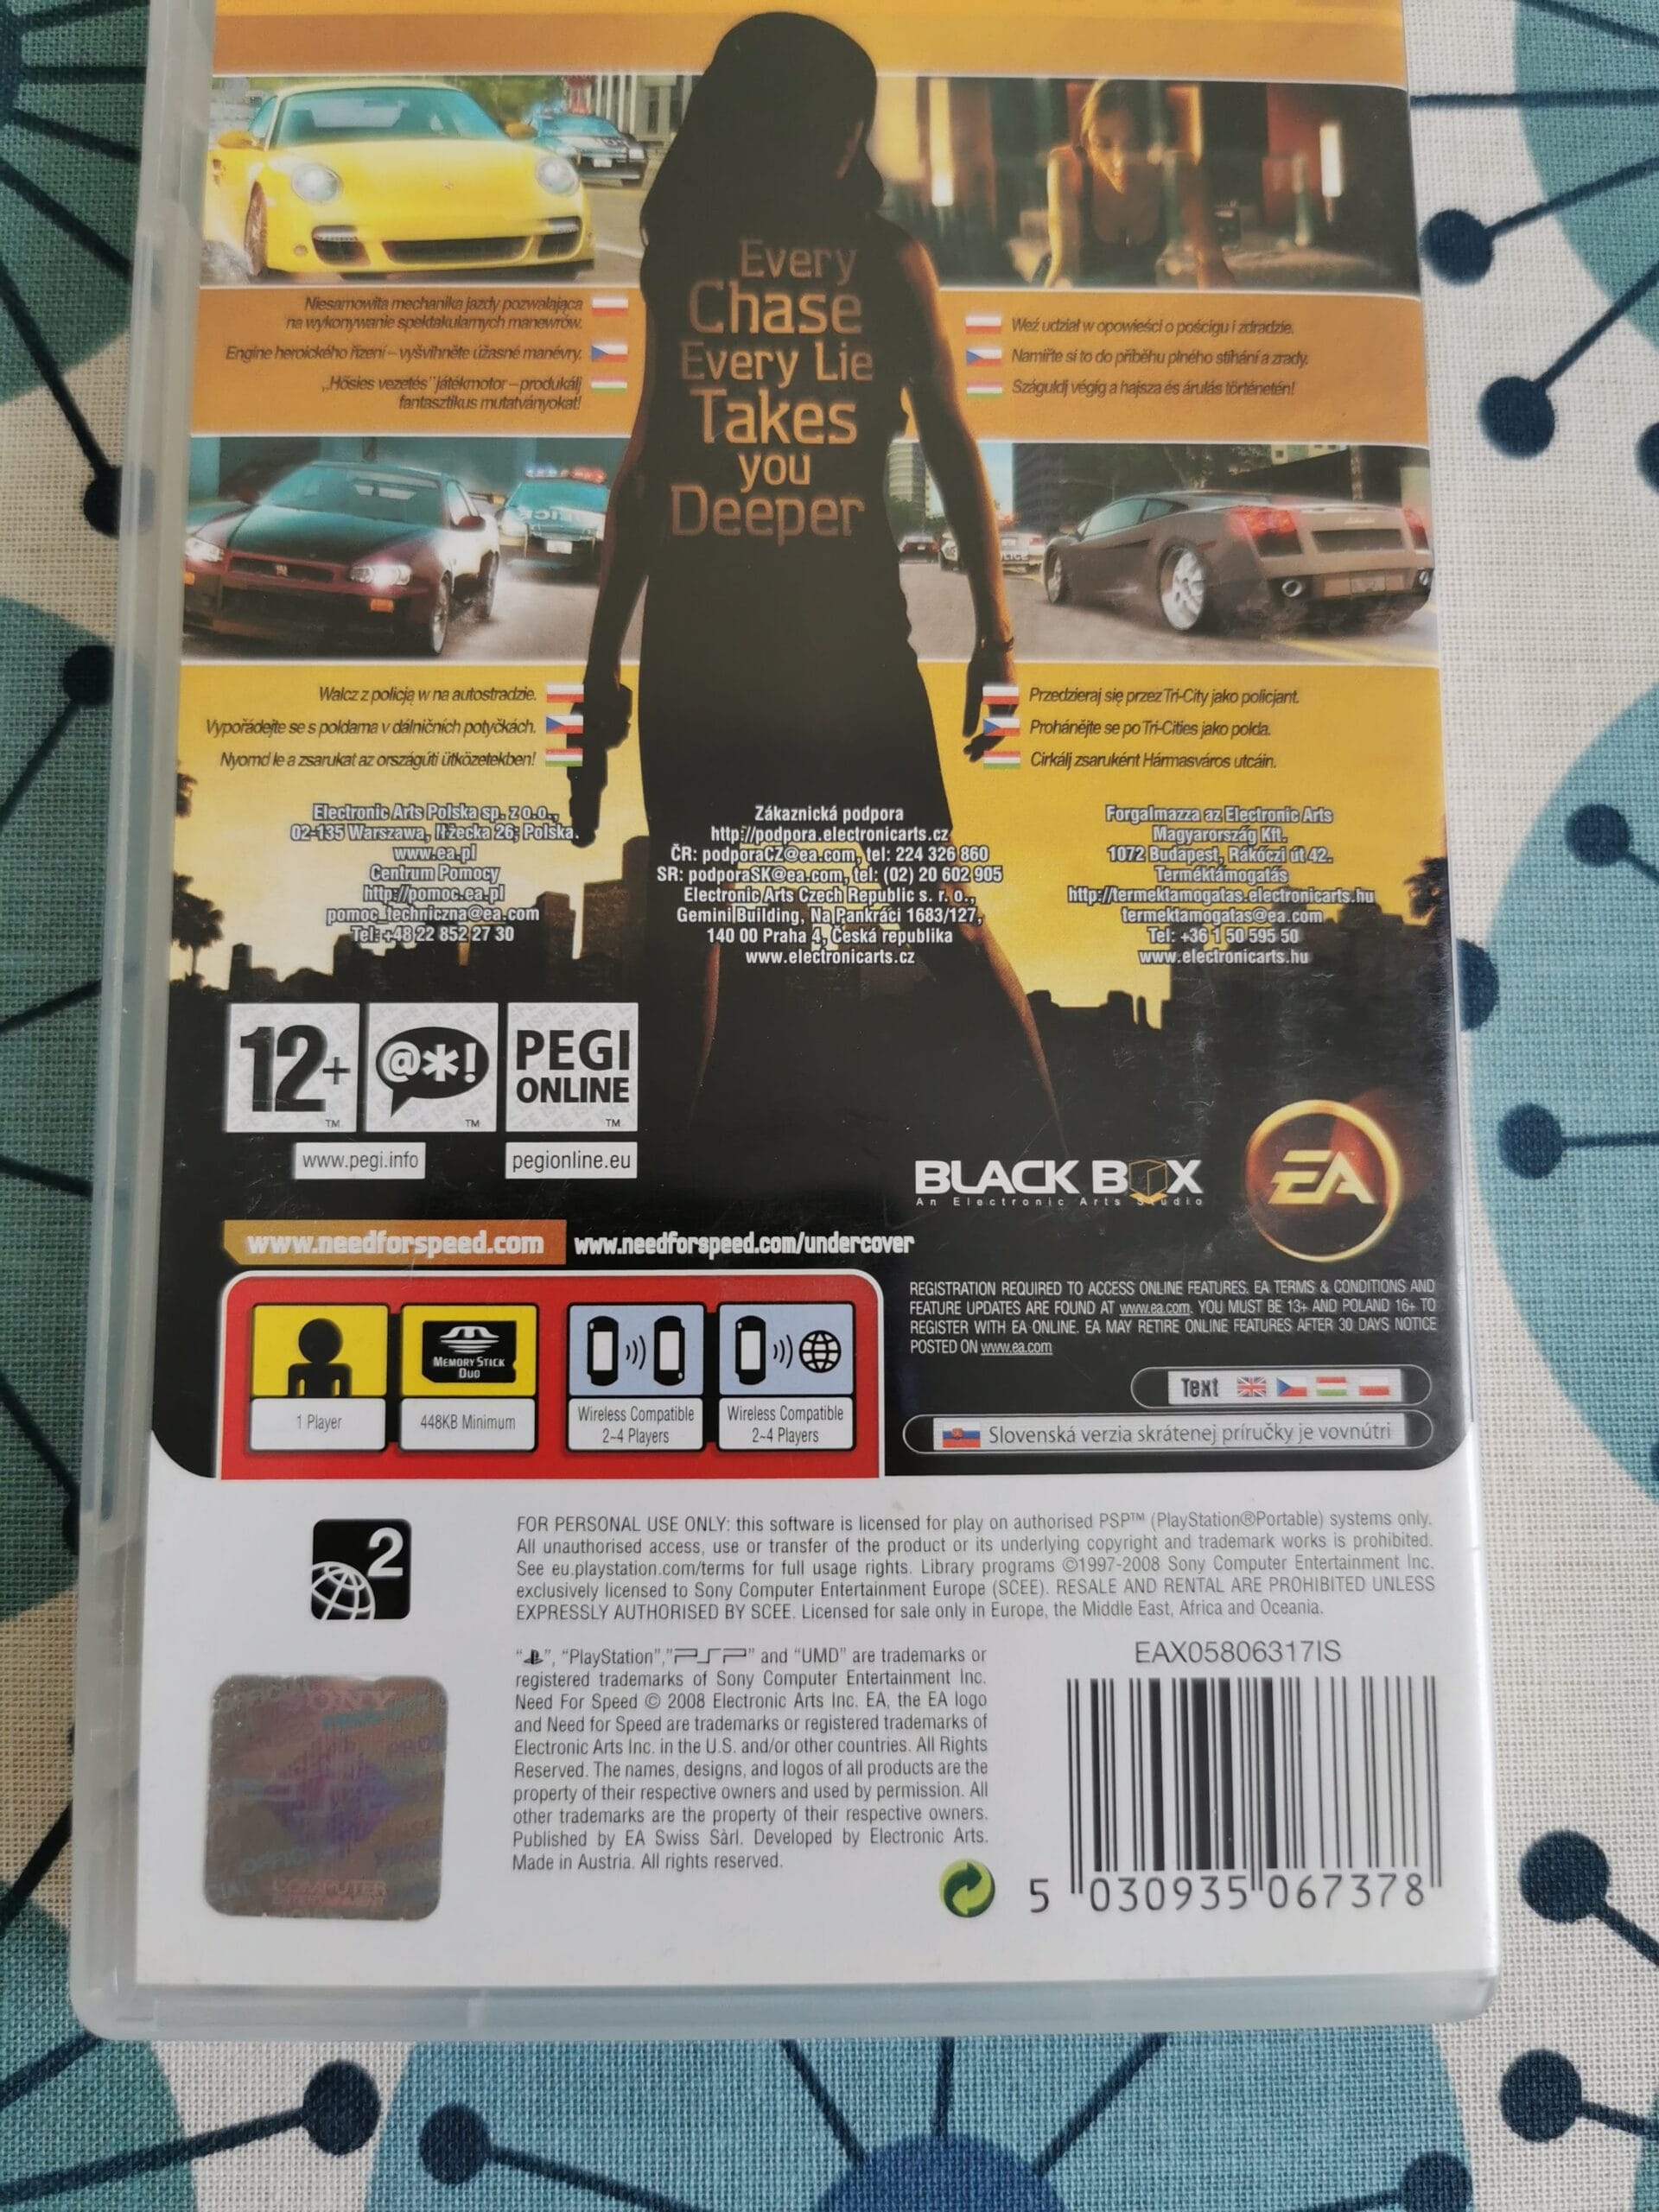 Every
Chase
Every Lie
Takes
you
Deeper
Niesamowita mechanika jazdy pozwalająca
na wykonywanie spektakularnych manewrów.
Engine heroického řízení – vyšvihněte úžasné manévry.
„Hősies vezetés” játékmotor – produkálj
fantasztikus mutatványokat!
Weź udział w opowieści o pościgu i zdradzie.
Namiřte si to do příběhu plného stíhání a zrady.
Száguldj végig a hajsza és árulás történetén!
Walcz z policją w na autostradzie.
Vypořádejte se s poldama v dálničních potyčkách.
Nyomd le a zsarukat az országúti ütközetekben!
Przedzieraj się przez Tri-City jako policjant.
Prohánějte se po Tri-Cities jako polda.
Cirkálj zsaruként Hármasváros utcáin.
Electronic Arts Polska sp. z o.o.,
02-135 Warszawa, Iłżecka 26; Polska.
www.ea.pl
Centrum Pomocy
http://pomoc.ea.pl
pomoc_techniczna@ea.com
Tel: +48 22 852 27 30
Zákaznická podpora
http://podpora.electronicarts.cz
ČR: podporaCZ@ea.com, tel: 224 326 860
SR: podporaSK@ea.com, tel: (02) 20 602 905
Electronic Arts Czech Republic s. r. o.,
Gemini Building, Na Pankráci 1683/127,
140 00 Praha 4, Česká republika
www.electronicarts.cz
Forgalmazza az Electronic Arts
Magyarország Kft.
1072 Budapest, Rákóczi út 42.
Terméktámogatás
http://termektamogatas.electronicarts.hu
termektamogatas@ea.com
Tel: +36 1 50 595 50
www.electronicarts.hu
12+ @*! PEGI
ONLINE
TM TM TM
www.pegi.info pegionline.eu
BLACK BOX
An Electronic Arts Studio
EA
www.needforspeed.com www.needforspeed.com/undercover
REGISTRATION REQUIRED TO ACCESS ONLINE FEATURES. EA TERMS & CONDITIONS AND
FEATURE UPDATES ARE FOUND AT www.ea.com. YOU MUST BE 13+ AND POLAND 16+ TO
REGISTER WITH EA ONLINE. EA MAY RETIRE ONLINE FEATURES AFTER 30 DAYS NOTICE
POSTED ON www.ea.com
MEMORY STICK
DUO
1 Player
448KB Minimum
Wireless Compatible
2-4 Players
Wireless Compatible
2-4 Players
Text
Slovenská verzia skrátenej príručky je vovnútri
2
FOR PERSONAL USE ONLY: this software is licensed for play on authorised PSP™ (PlayStation®Portable) systems only.
All unauthorised access, use or transfer of the product or its underlying copyright and trademark works is prohibited.
See eu.playstation.com/terms for full usage rights. Library programs ©1997-2008 Sony Computer Entertainment Inc.
exclusively licensed to Sony Computer Entertainment Europe (SCEE). RESALE AND RENTAL ARE PROHIBITED UNLESS
EXPRESSLY AUTHORISED BY SCEE. Licensed for sale only in Europe, the Middle East, Africa and Oceania.
“”, “PlayStation”,“PSP” and “UMD” are trademarks or
registered trademarks of Sony Computer Entertainment Inc.
Need For Speed © 2008 Electronic Arts Inc. EA, the EA logo
and Need for Speed are trademarks or registered trademarks of
Electronic Arts Inc. in the U.S. and/or other countries. All Rights
Reserved. The names, designs, and logos of all products are the
property of their respective owners and used by permission. All
other trademarks are the property of their respective owners.
Published by EA Swiss Sàrl. Developed by Electronic Arts.
Made in Austria. All rights reserved.
EAX05806317IS
5 030935 067378
SONY
COMPUTER